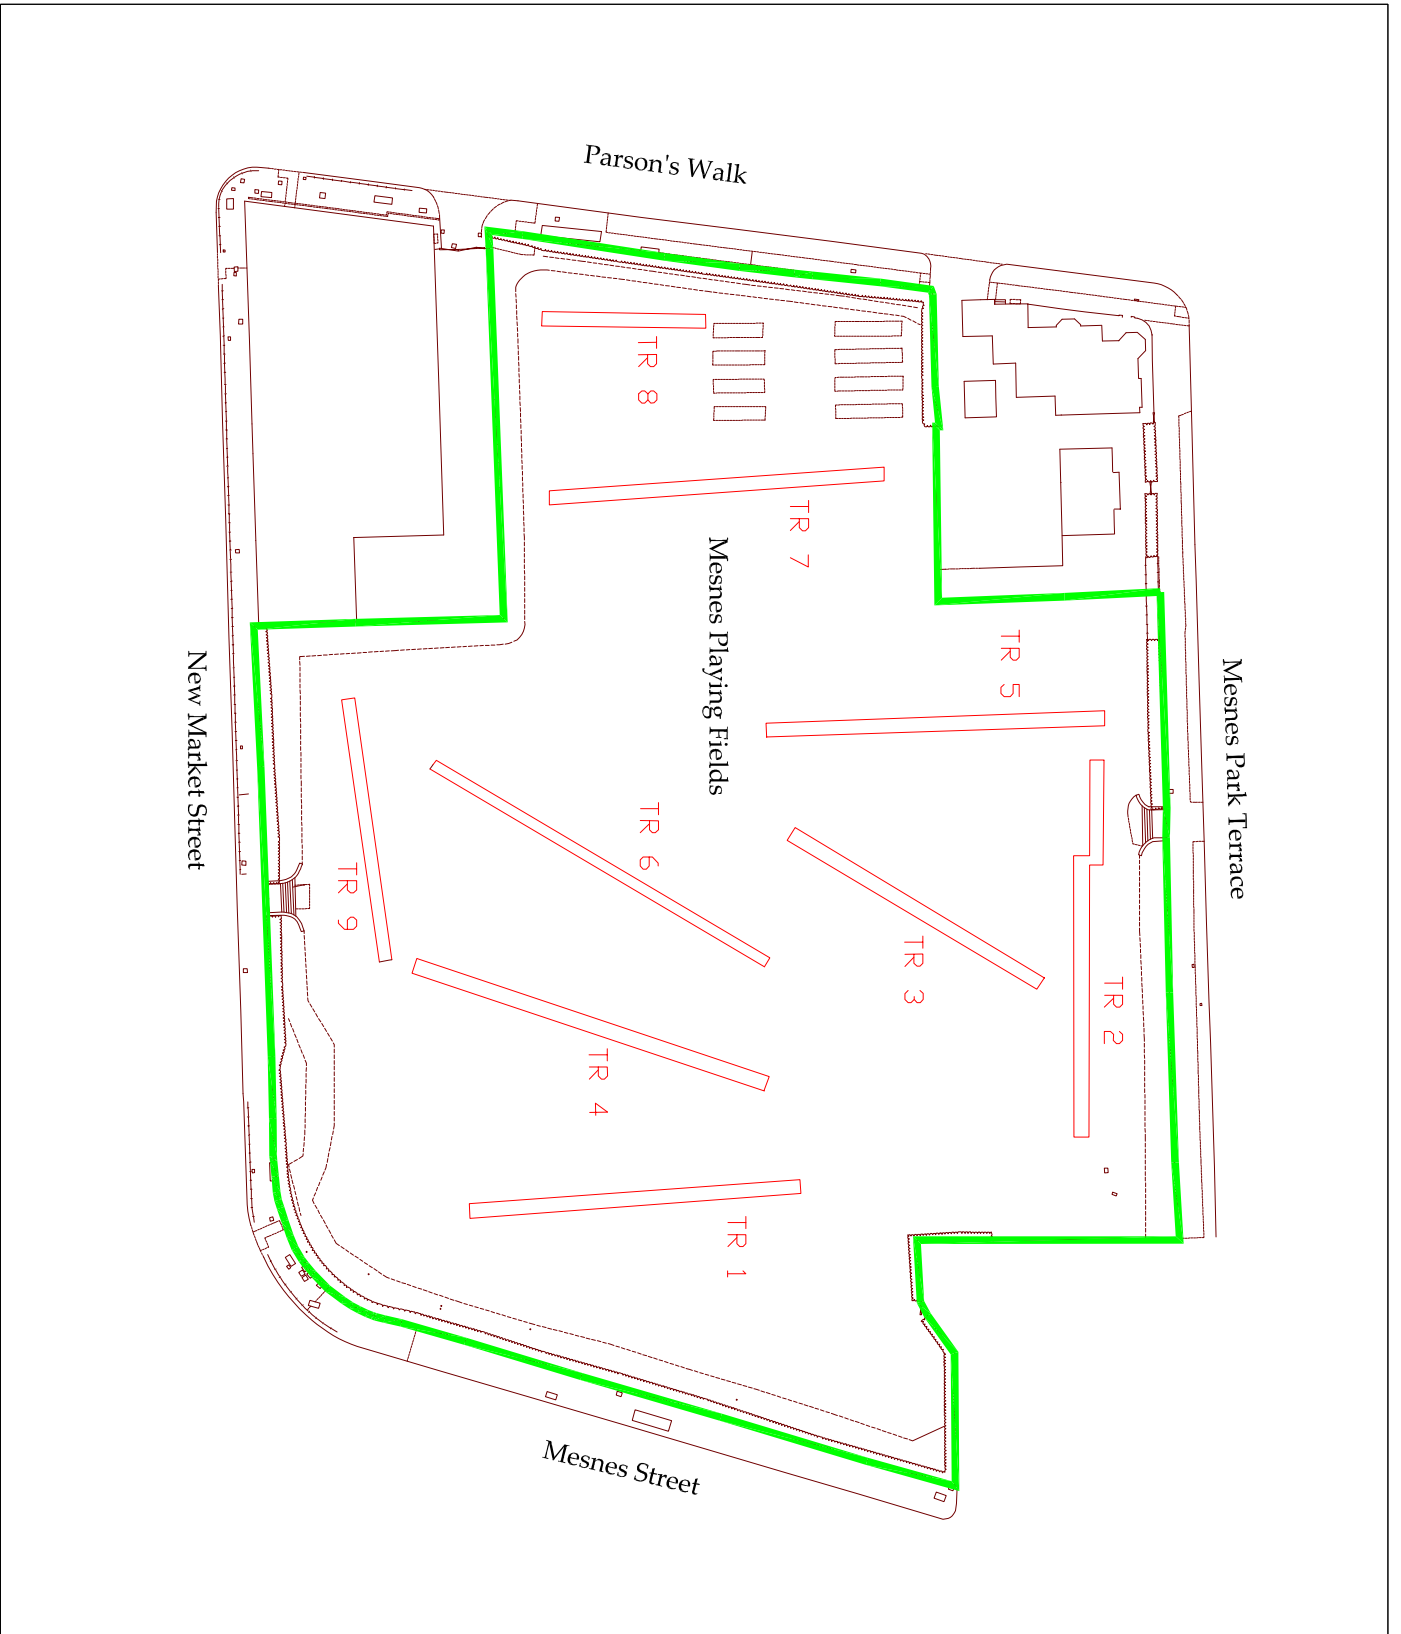 Parson's Walk
TR 8
TR 7
Mesnes Playing Fields
TR 5
New Market Street
Mesnes Park Terrace
TR 6
TR 9
TR 3
TR 2
TR 4
TR 1
Mesnes Street